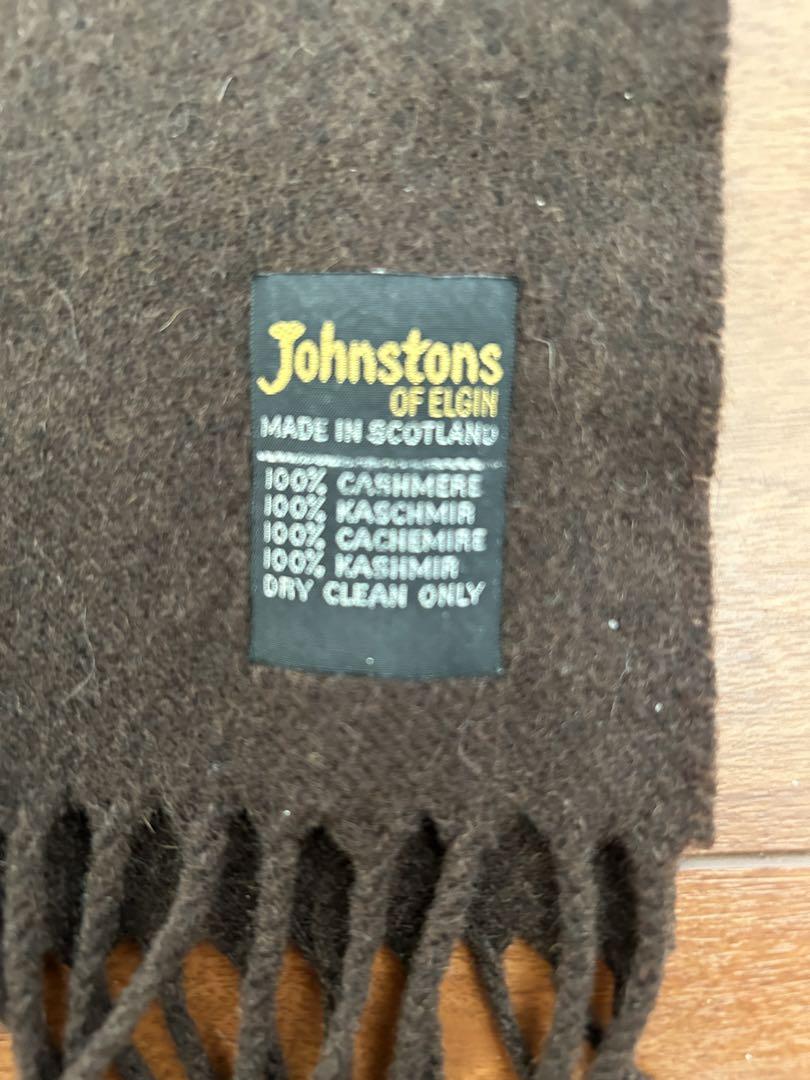 Johnstons
OF ELGIN
MADE IN SCOTLAND
100% CASHMERE
100% KASCHMIR
100% CACHEMIRE
100% KASHMIR
DRY CLEAN ONLY